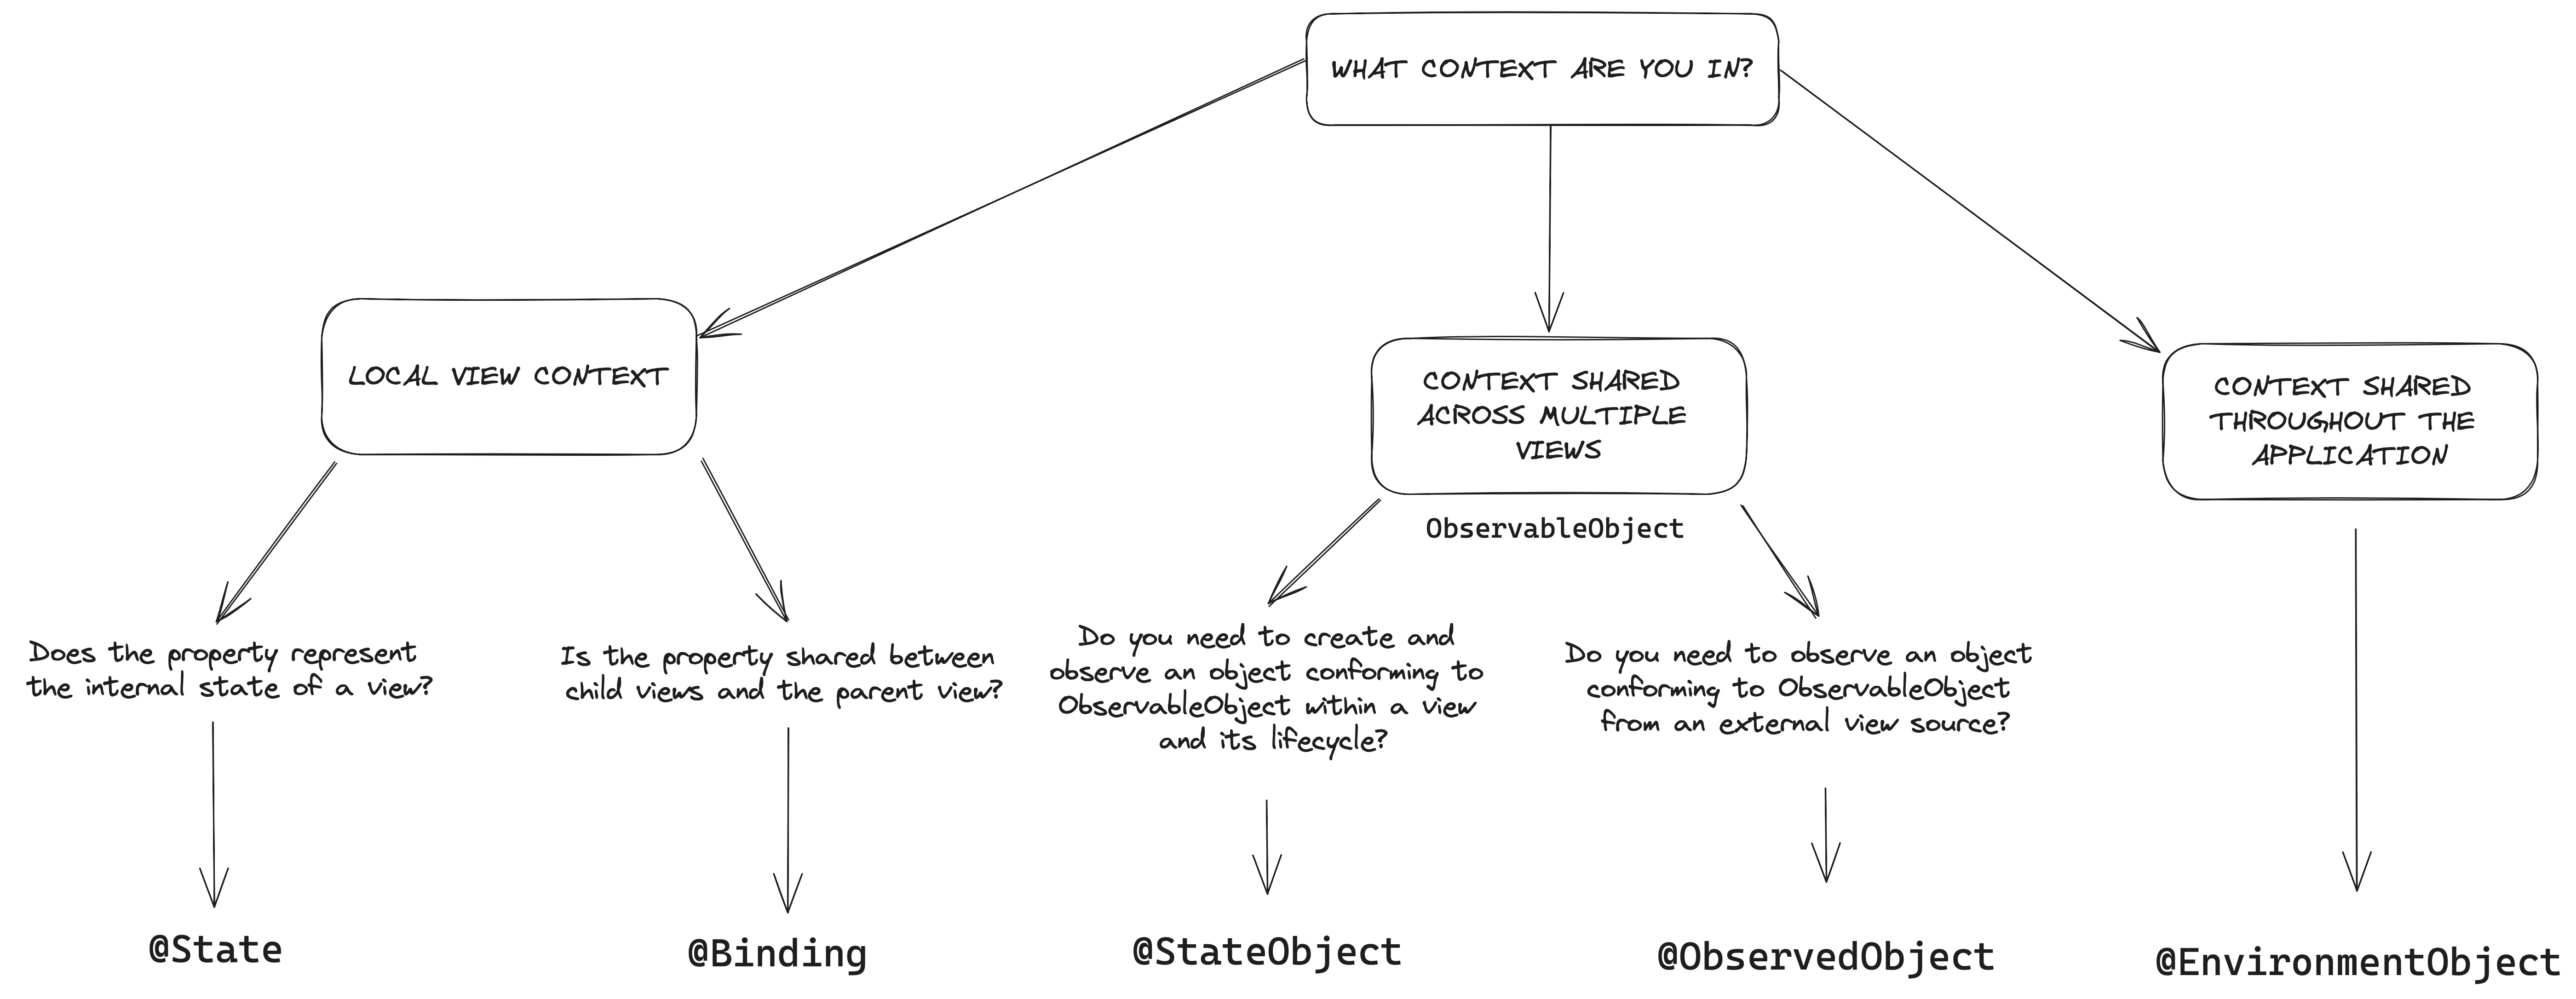 WHAT CONTEXT ARE YOU IN?
LOCAL VIEW CONTEXT
CONTEXT SHARED
ACROSS MULTIPLE
VIEWS
CONTEXT SHARED
THROUGHOUT THE
APPLICATION
ObservableObject
Does the property represent
the internal state of a view?
Is the property shared between
child views and the parent view?
Do you need to create and
observe an object conforming to
ObservableObject within a view
and its lifecycle?
Do you need to observe an object
conforming to ObservableObject
from an external view source?
@State
@Binding
@StateObject
@ObservedObject
@EnvironmentObject